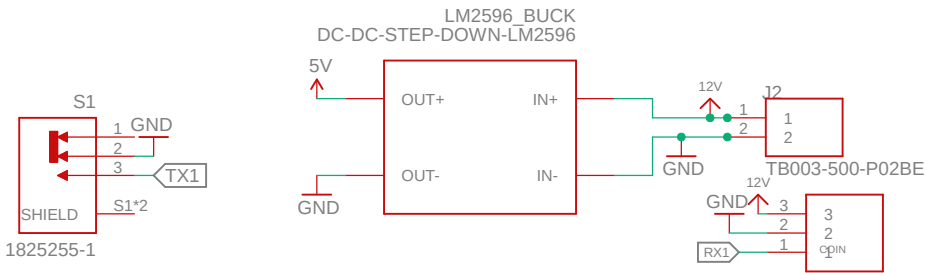 LM2596_BUCK
DC-DC-STEP-DOWN-LM2596
5V
OUT+
IN+
OUT-
IN-
GND
12V
J2
1
1
2
2
GND
TB003-500-P02BE
S1
1
GND
2
3
TX1
SHIELD
S1*2
1825255-1
12V
GND
3
3
2
2
RX1
1
1
COIN